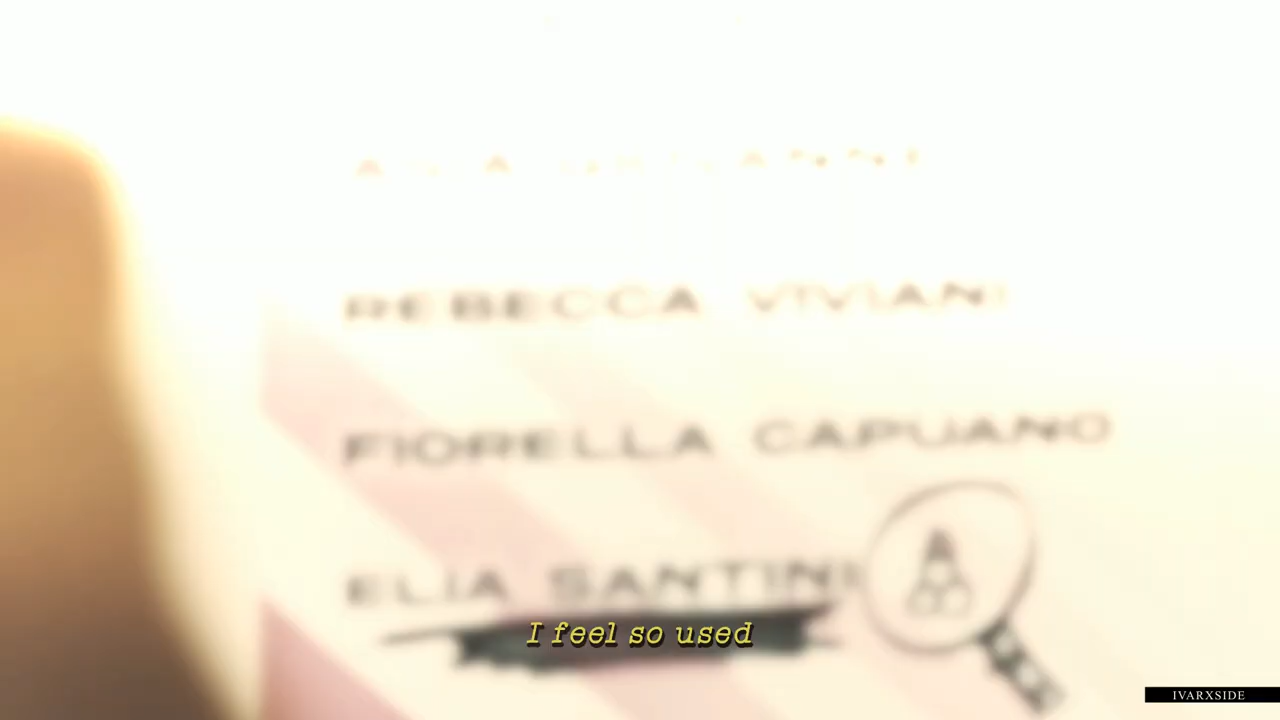 REBECCA VIVIANI
FIORELLA CAPUANO
ELIA SANTINI
I feel so used
IVARXSIDE